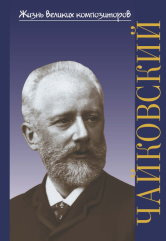 Жизнь великих композиторов
ЧАЙКОВСКИЙ